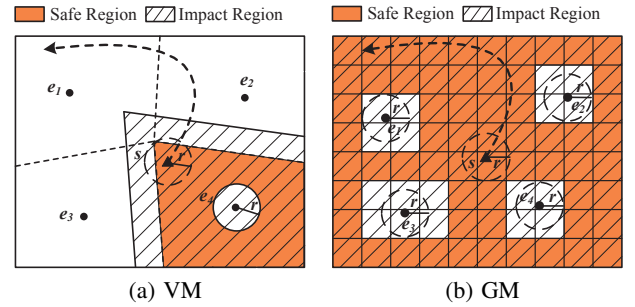 Safe Region Impact Region Safe Region Impact Region
e1
e2
s
r
e4
r
e3
(a) VM
r
e1
r
e2
s
r
e4
r
r
e3
(b) GM